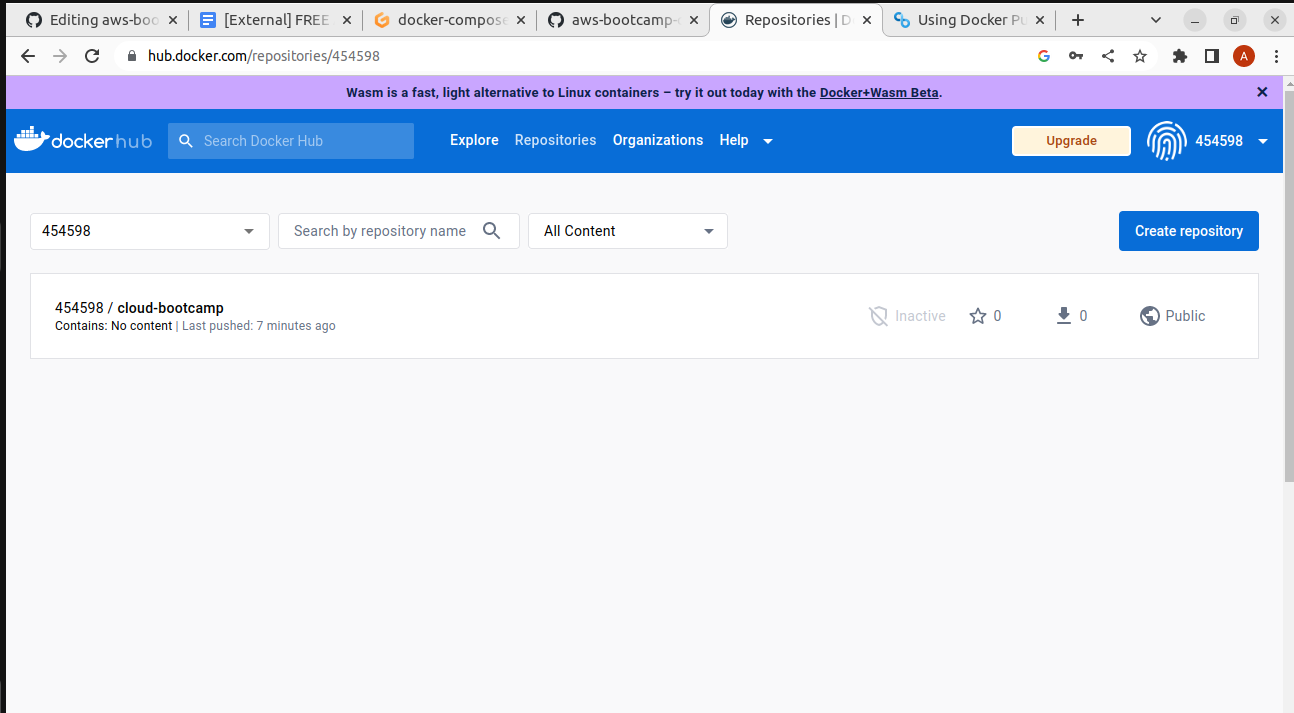 Editing aws-boo
[External] FREE
docker-compose
aws-bootcamp-
Repositories | D
Using Docker Pu
hub.docker.com/repositories/454598
A
Wasm is a fast, light alternative to Linux containers – try it out today with the Docker+Wasm Beta.
docker hub
Search Docker Hub
Explore
Repositories
Organizations
Help
Upgrade
454598
454598
Search by repository name
All Content
Create repository
454598 / cloud-bootcamp
Contains: No content | Last pushed: 7 minutes ago
Inactive
0
0
Public